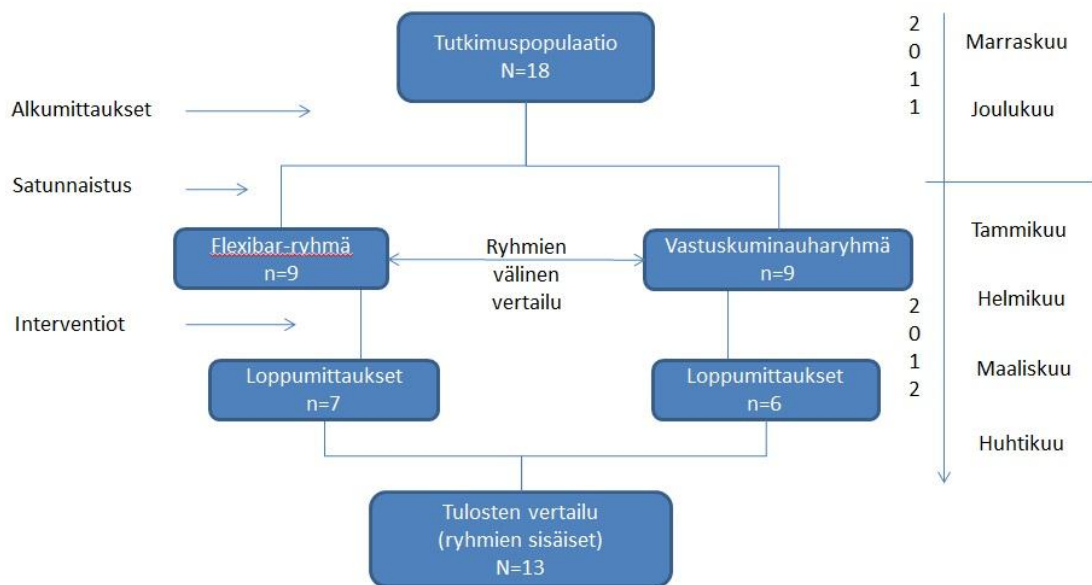 Tutkimuspopulaatio
N=18
Alkumittaukset
Satunnaistus
Flexibar-ryhmä
n=9
Ryhmien
välinen
vertailu
Vastuskuminauharyhmä
n=9
Interventiot
Loppumittaukset
n=7
Loppumittaukset
n=6
Tulosten vertailu
(ryhmien sisäiset)
N=13
2
0
1
1
Marraskuu
Joulukuu
2
0
1
2
Tammikuu
Helmikuu
Maaliskuu
Huhtikuu